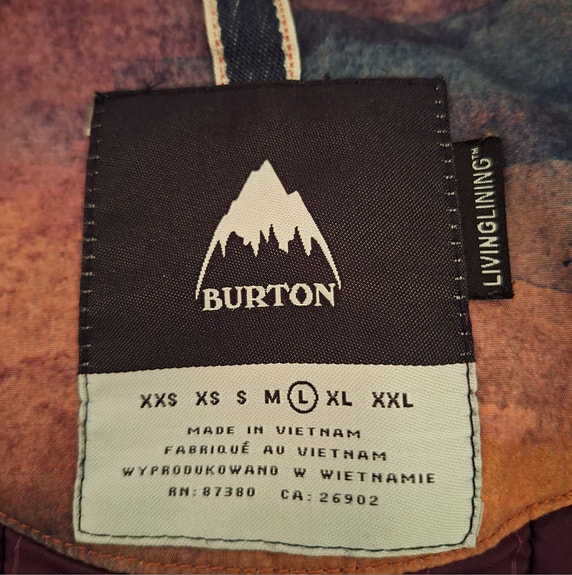 BURTON
LIVINGLINING™
XXS XS S M L XL XXL
MADE IN VIETNAM
FABRIQUÉ AU VIETNAM
WYPRODUKOWANO W WIETNAMIE
RN: 87380 CA: 26902